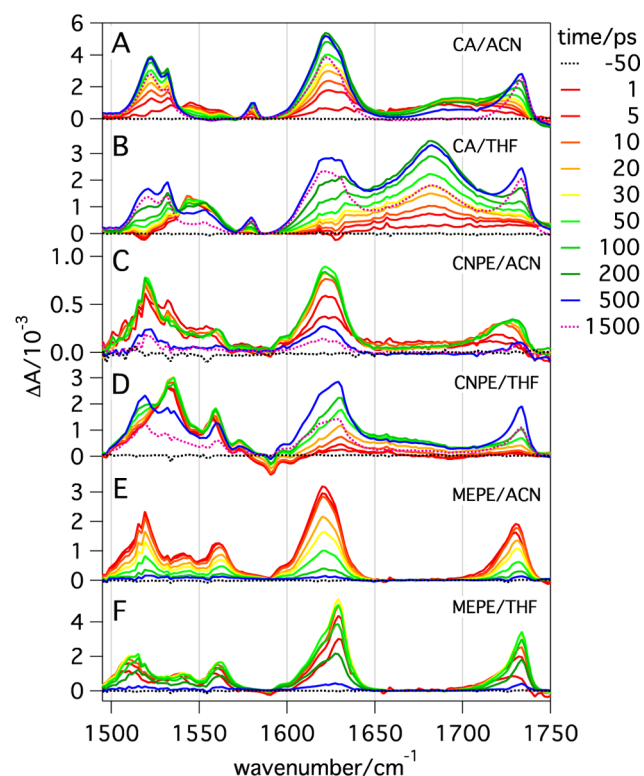 6
A
CA/ACN
time/ps
4
-50
2
1
0
5
B
CA/THF
10
3
20
2
30
1
50
0
100
1.0
C
CNPE/ACN
200
0.5
500
0.0
1500
ΔA/10⁻³
D
CNPE/THF
3
2
1
0
E
MEPE/ACN
3
2
1
0
F
MEPE/THF
4
2
0
1500
1550
1600
1650
1700
1750
wavenumber/cm⁻¹